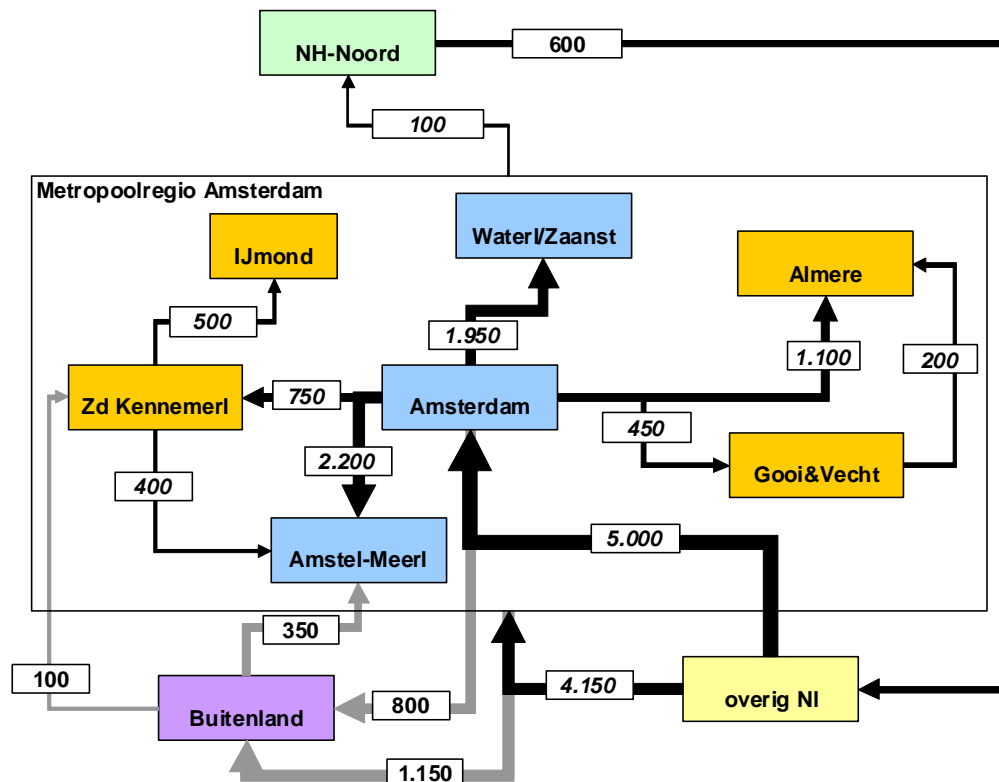 600
NH-Noord
100
Metropoolregio Amsterdam
Waterl/Zaanst
IJmond
Almere
500
1.950
1.100
200
750
Zd Kennemerl
Amsterdam
450
2.200
400
Gooi&Vecht
5.000
Amstel-Meerl
350
100
4.150
800
overig Nl
Buitenland
1.150